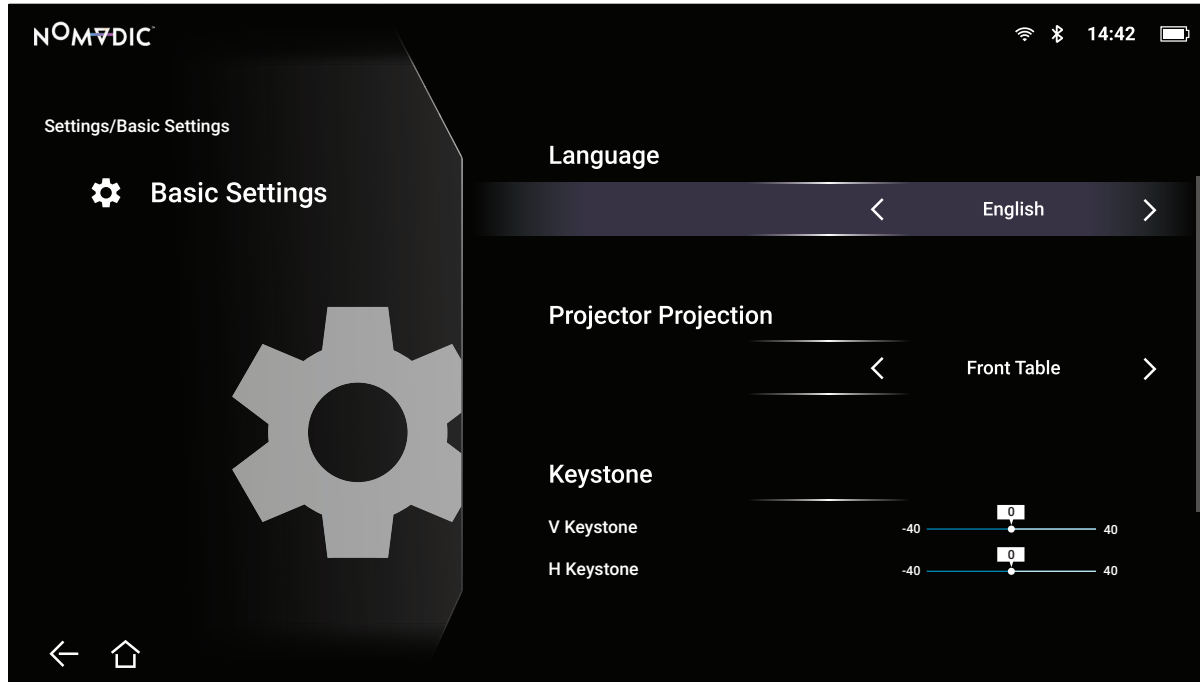 NOMADIC™
14:42
Settings/Basic Settings
Basic Settings
Language
English
Projector Projection
Front Table
Keystone
V Keystone
-40
0
40
H Keystone
-40
0
40